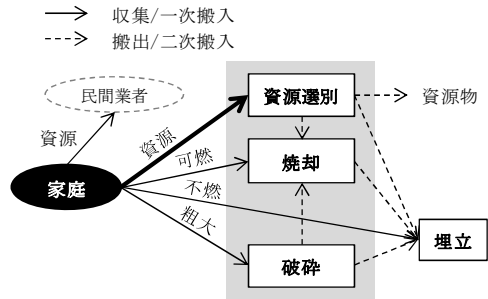 収集/一次搬入
搬出/二次搬入
民間業者
資源選別
資源物
資源
資源
可燃
焼却
家庭
不燃
粗大
埋立
破砕